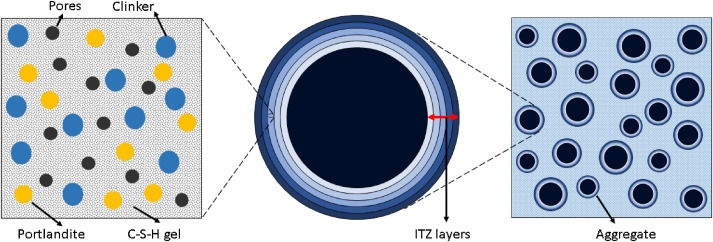 Pores
Clinker
Portlandite
C-S-H gel
ITZ layers
Aggregate